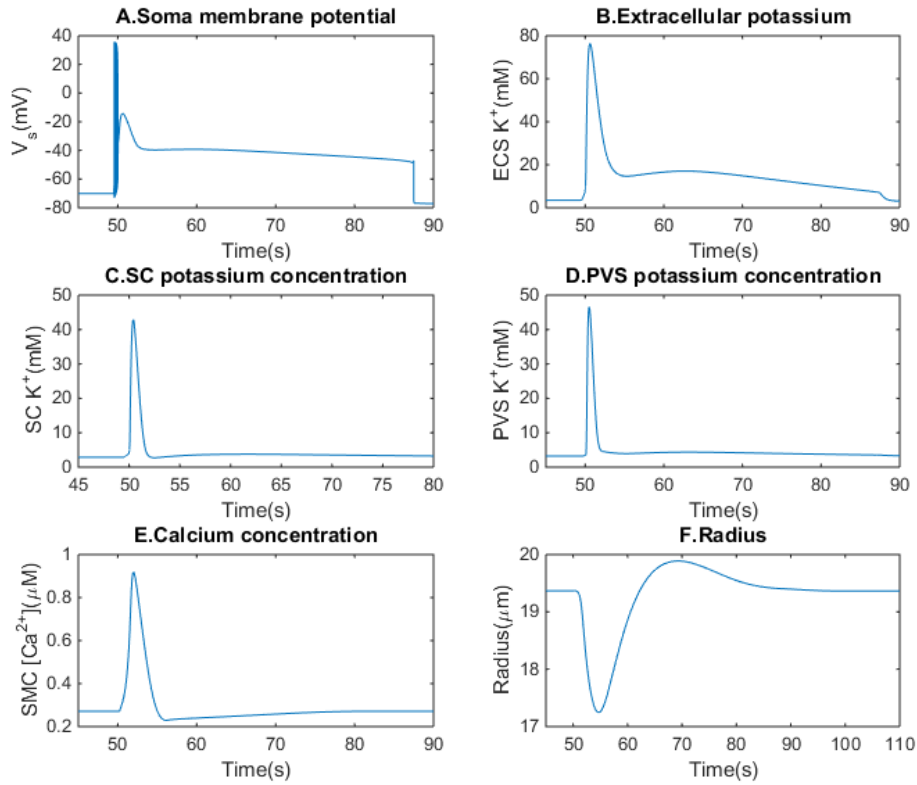 A.Soma membrane potential
V_s(mV)
40
20
0
-20
-40
-60
-80
50 60 70 80 90
Time(s)
B.Extracellular potassium
ECS K⁺(mM)
80
60
40
20
0
50 60 70 80 90
Time(s)
C.SC potassium concentration
SC K⁺(mM)
50
40
30
20
10
0
45 50 55 60 65 70 75 80
Time(s)
D.PVS potassium concentration
PVS K⁺(mM)
50
40
30
20
10
0
50 60 70 80 90
Time(s)
E.Calcium concentration
SMC [Ca²⁺](μM)
1
0.8
0.6
0.4
0.2
50 60 70 80 90
Time(s)
F.Radius
Radius(μm)
20
19
18
17
50 60 70 80 90 100 110
Time(s)